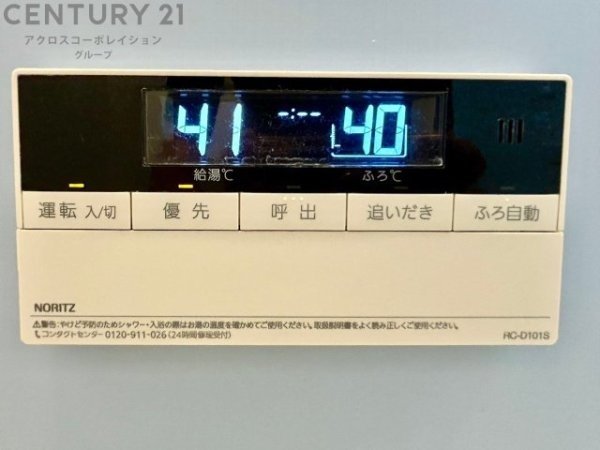 CENTURY 21
アクロスコーポレイション
グループ
41 -:-- 40
給湯℃ ふろ℃
運転 入/切 優先 呼出 追いだき ふろ自動
NORITZ
⚠警告:やけど予防のためシャワー・入浴の際はお湯の温度を確かめてご使用ください。取扱説明書をよく読み正しくご使用ください。
コンタクトセンター 0120-911-026(24時間修理受付) RC-D101S